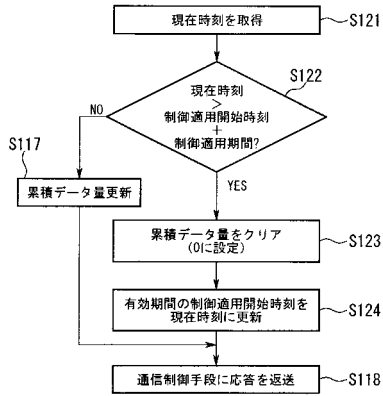 現在時刻を取得
S121
S122
現在時刻
>
制御適用開始時刻
+
制御適用期間?
NO
S117
累積データ量更新
YES
累積データ量をクリア
(0に設定)
S123
有効期間の制御適用開始時刻を
現在時刻に更新
S124
通信制御手段に応答を返送
S118